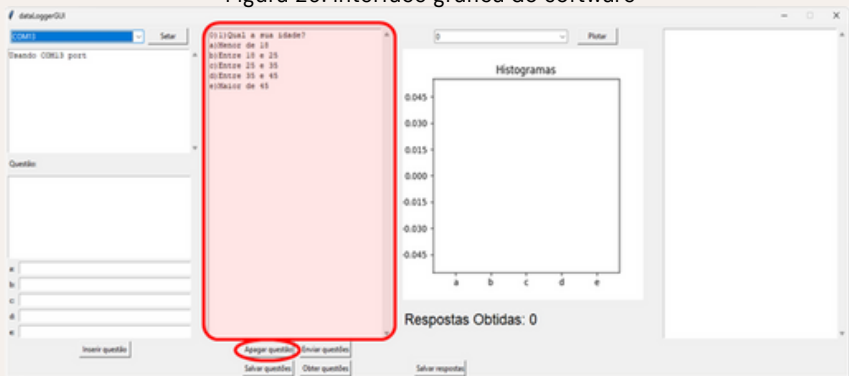 Figura 26. Interface gráfica do software
dataLoggerGUI
COM13
Setar
Usando COM13 port
Questão:
a:
b:
c:
d:
e:
Inserir questão
0)1)Qual a sua idade?
a)Menor de 18
b)Entre 18 e 25
c)Entre 25 e 35
d)Entre 35 e 45
e)Maior de 45
Apagar questão
Enviar questões
Salvar questões
Obter questões
0
Plotar
Histogramas
0.045
0.030
0.015
0.000
-0.015
-0.030
-0.045
a b c d e
Respostas Obtidas: 0
Salvar respostas